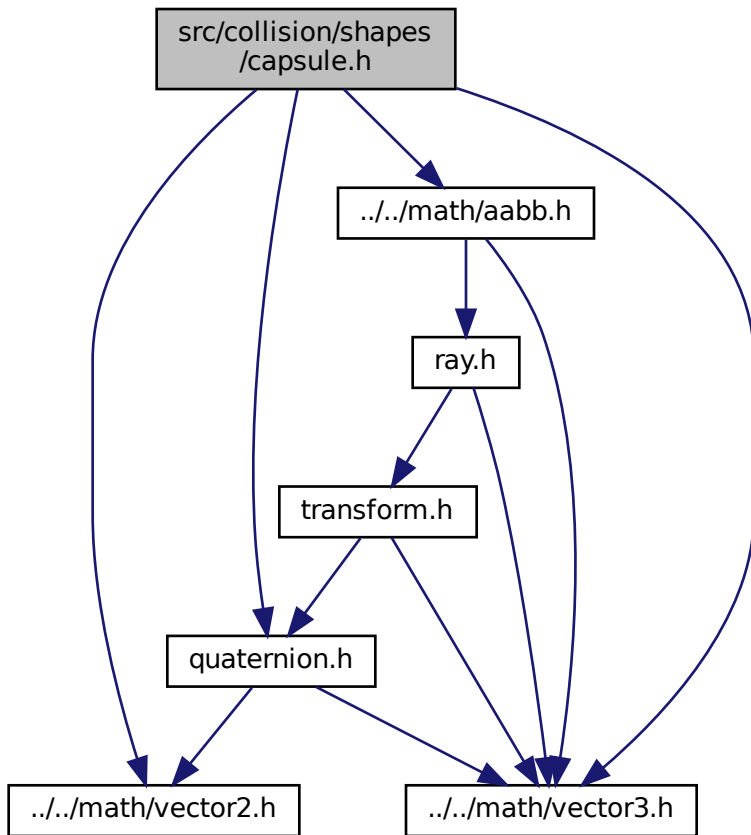 src/collision/shapes
/capsule.h
../../math/aabb.h
ray.h
transform.h
quaternion.h
../../math/vector2.h
../../math/vector3.h